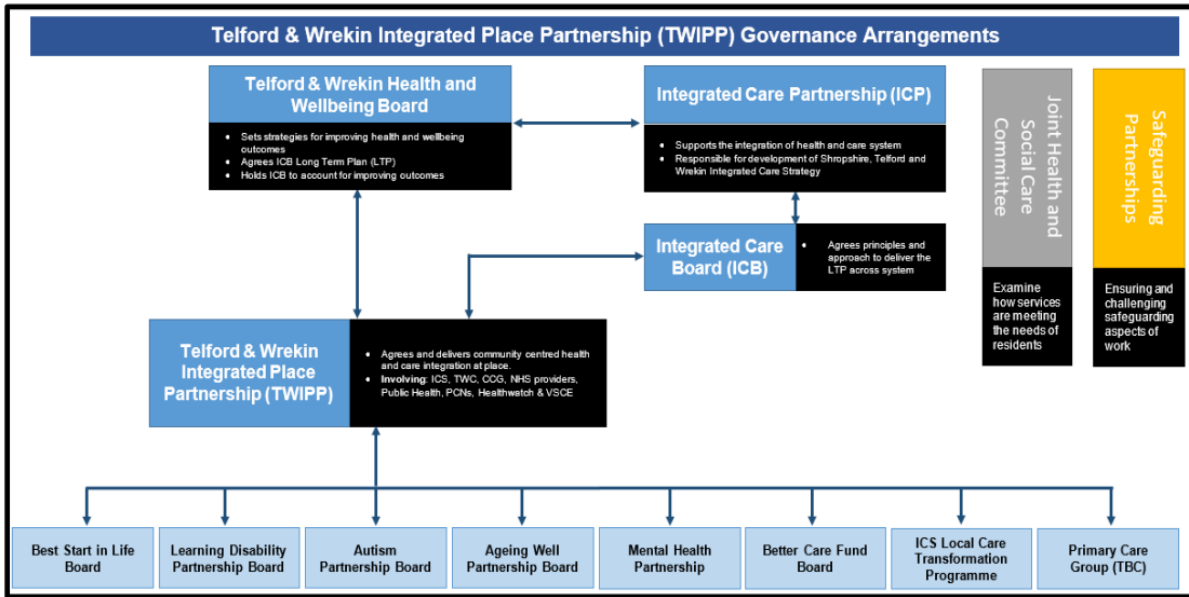 Telford & Wrekin Integrated Place Partnership (TWIPP) Governance Arrangements
Telford & Wrekin Health and
Wellbeing Board
• Sets strategies for improving health and wellbeing
outcomes
• Agrees ICB Long Term Plan (LTP)
• Holds ICB to account for improving outcomes
Integrated Care Partnership (ICP)
• Supports the integration of health and care system
• Responsible for development of Shropshire, Telford and
Wrekin Integrated Care Strategy
Joint Health and
Social Care
Committee
Examine
how services
are meeting
the needs of
residents
Safeguarding
Partnerships
Ensuring and
challenging
safeguarding
aspects of
work
Integrated Care
Board (ICB)
• Agrees principles and
approach to deliver the
LTP across system
Telford & Wrekin
Integrated Place
Partnership (TWIPP)
• Agrees and delivers community centred health
and care integration at place.
• Involving: ICS, TWC, CCG, NHS providers,
Public Health, PCNs, Healthwatch & VSCE
Best Start in Life
Board
Learning Disability
Partnership Board
Autism
Partnership Board
Ageing Well
Partnership Board
Mental Health
Partnership
Better Care Fund
Board
ICS Local Care
Transformation
Programme
Primary Care
Group (TBC)